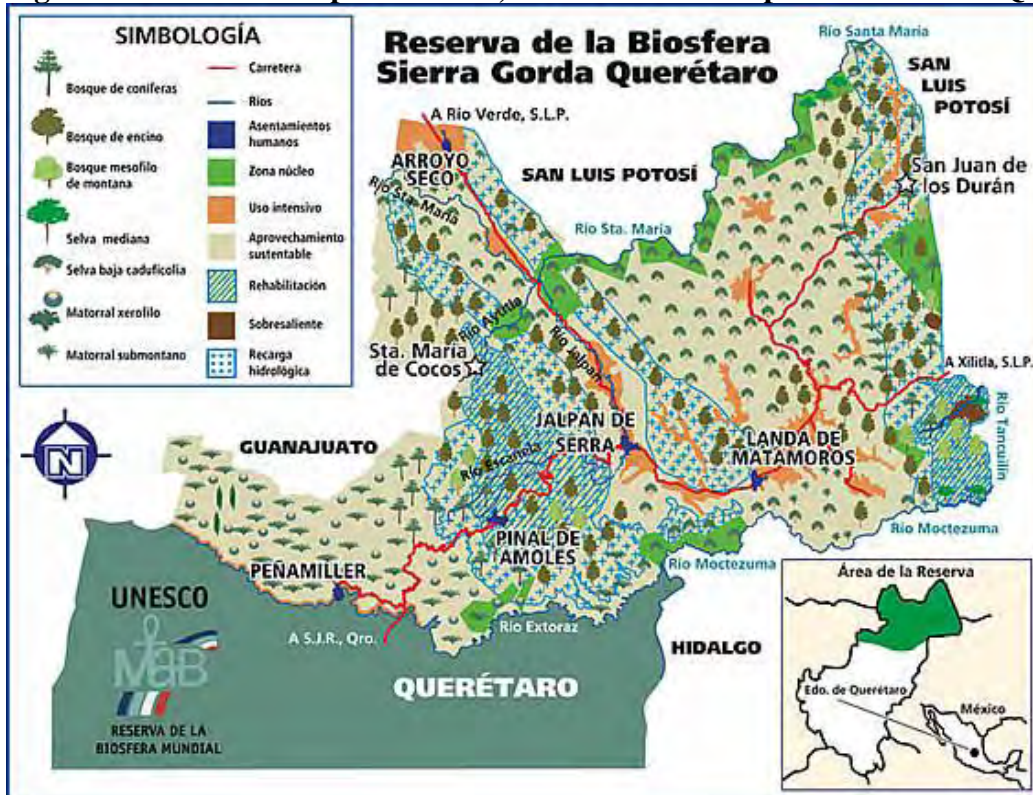 SIMBOLOGÍA
Bosque de coníferas
Bosque de encino
Bosque mesofilo
de montana
Selva mediana
Selva baja caducifolia
Matorral xerofilo
Matorral submontano
Carretera
Rios
Asentamientos
humanos
Zona núcleo
Uso intensivo
Aprovechamiento
sustentable
Rehabilitación
Sobresaliente
Recarga
hidrológica
Reserva de la Biosfera
Sierra Gorda Querétaro
Río Santa María
SAN
LUIS
POTOSÍ
A Río Verde, S.L.P.
ARROYO
SECO
SAN LUIS POTOSÍ
San Juan de
los Durán
Río Sta. María
Río Sta. María
Río Ayutla
Río Jalpan
Sta. María
de Cocos
A Xilitla, S.L.P.
Río Tancuilín
GUANAJUATO
JALPAN DE
SERRA
LANDA DE
MATAMOROS
Río Escanela
PINAL DE
AMOLES
Río Moctezuma
Río Moctezuma
PEÑAMILLER
Río Extoraz
A S.J.R., Qro.
HIDALGO
QUERÉTARO
N
UNESCO
MaB
RESERVA DE LA
BIOSFERA MUNDIAL
Área de la Reserva
Edo. de Querétaro
México